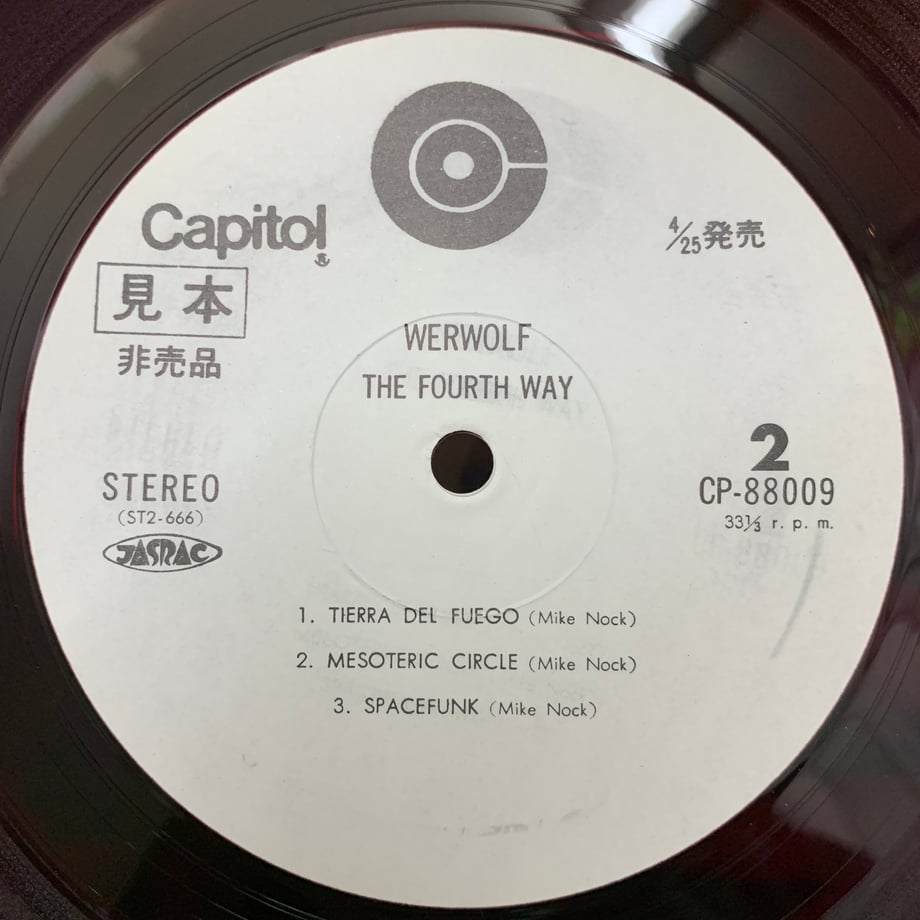 Capitol
®
4/25発売
見本
非売品
WERWOLF
THE FOURTH WAY
2
STEREO
CP-88009
(ST2-666)
33⅓ r. p. m.
JASRAC
1. TIERRA DEL FUEGO (Mike Nock)
2. MESOTERIC CIRCLE (Mike Nock)
3. SPACEFUNK (Mike Nock)